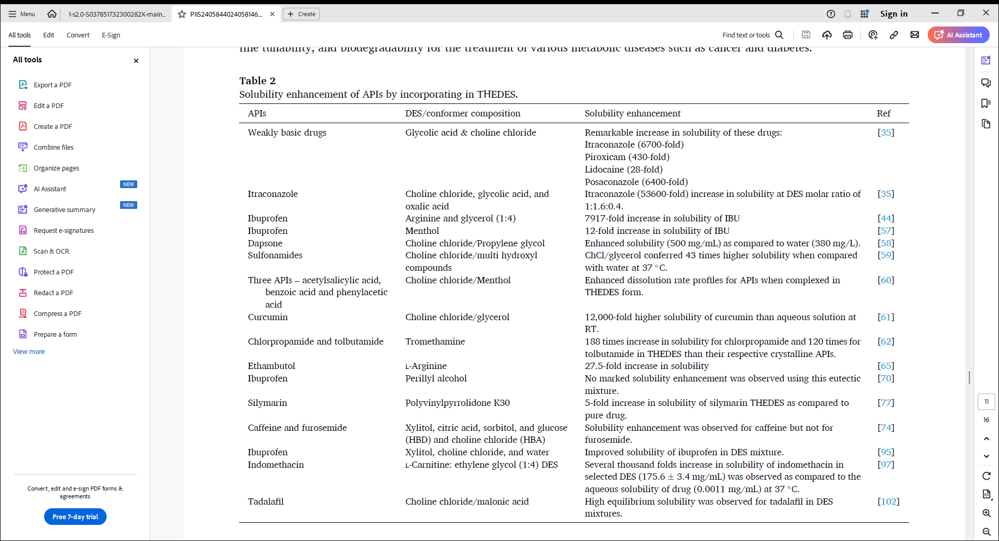 Menu
1-s2.0-S037851732300282X-main...
PIIS2405844024058146....
Create
Sign in
All tools
Edit
Convert
E-Sign
Find text or tools
AI Assistant
All tools
Export a PDF
Edit a PDF
Create a PDF
Combine files
Organize pages
AI Assistant
NEW
Generative summary
NEW
Request e-signatures
Scan & OCR
Protect a PDF
Redact a PDF
Compress a PDF
Prepare a form
View more
Convert, edit and e-sign PDF forms &
agreements
Free 7-day trial
fine tunability, and biodegradability for the treatment of various metabolic diseases such as cancer and diabetes.
Table 2
Solubility enhancement of APIs by incorporating in THEDES.
APIs DES/conformer composition Solubility enhancement Ref
Weakly basic drugs Glycolic acid & choline chloride Remarkable increase in solubility of these drugs: [35]
Itraconazole (6700-fold)
Piroxicam (430-fold)
Lidocaine (28-fold)
Posaconazole (6400-fold)
Itraconazole Choline chloride, glycolic acid, and Itraconazole (53600-fold) increase in solubility at DES molar ratio of [35]
oxalic acid 1:1.6:0.4.
Ibuprofen Arginine and glycerol (1:4) 7917-fold increase in solubility of IBU [44]
Ibuprofen Menthol 12-fold increase in solubility of IBU [57]
Dapsone Choline chloride/Propylene glycol Enhanced solubility (500 mg/mL) as compared to water (380 mg/L). [58]
Sulfonamides Choline chloride/multi hydroxyl ChCl/glycerol conferred 43 times higher solubility when compared [59]
compounds with water at 37 °C.
Three APIs – acetylsalicylic acid, Choline chloride/Menthol Enhanced dissolution rate profiles for APIs when complexed in [60]
benzoic acid and phenylacetic THEDES form.
acid
Curcumin Choline chloride/glycerol 12,000-fold higher solubility of curcumin than aqueous solution at [61]
RT.
Chlorpropamide and tolbutamide Tromethamine 188 times increase in solubility for chlorpropamide and 120 times for [62]
tolbutamide in THEDES than their respective crystalline APIs.
Ethambutol L-Arginine 27.5-fold increase in solubility [65]
Ibuprofen Perillyl alcohol No marked solubility enhancement was observed using this eutectic [70]
mixture.
Silymarin Polyvinylpyrrolidone K30 5-fold increase in solubility of silymarin THEDES as compared to [77]
pure drug.
Caffeine and furosemide Xylitol, citric acid, sorbitol, and glucose Solubility enhancement was observed for caffeine but not for [74]
(HBD) and choline chloride (HBA) furosemide.
Ibuprofen Xylitol, choline chloride, and water Improved solubility of ibuprofen in DES mixture. [95]
Indomethacin L-Carnitine: ethylene glycol (1:4) DES Several thousand folds increase in solubility of indomethacin in [97]
selected DES (175.6 ± 3.4 mg/mL) was observed as compared to the
aqueous solubility of drug (0.0011 mg/mL) at 37 °C.
Tadalafil Choline chloride/malonic acid High equilibrium solubility was observed for tadalafil in DES [102]
mixtures.
11
16
1:1